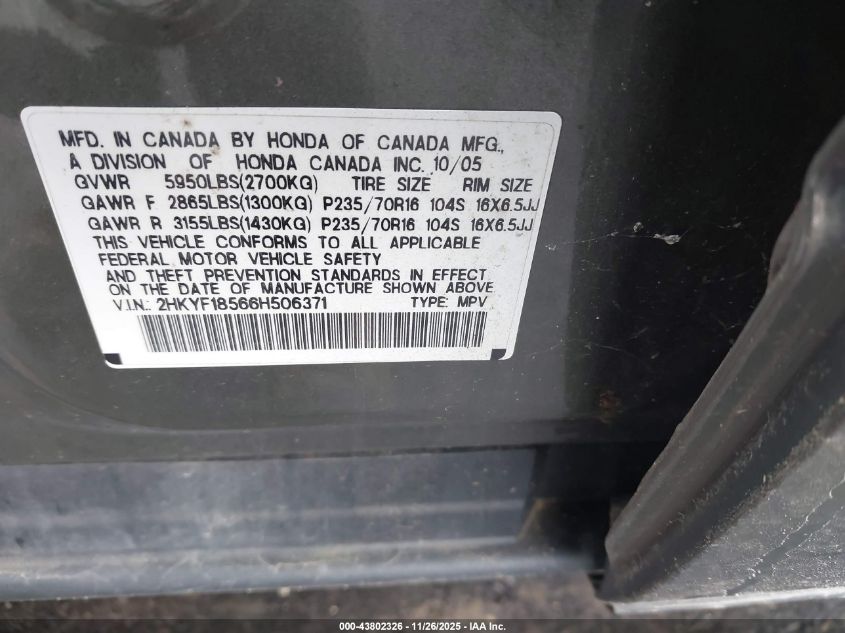 MFD. IN CANADA BY HONDA OF CANADA MFG.,
A DIVISION OF HONDA CANADA INC. 10/05
GVWR 5950LBS(2700KG) TIRE SIZE RIM SIZE
GAWR F 2865LBS(1300KG) P235/70R16 104S 16X6.5JJ
GAWR R 3155LBS(1430KG) P235/70R16 104S 16X6.5JJ
THIS VEHICLE CONFORMS TO ALL APPLICABLE
FEDERAL MOTOR VEHICLE SAFETY
AND THEFT PREVENTION STANDARDS IN EFFECT
ON THE DATE OF MANUFACTURE SHOWN ABOVE.
V.I.N.: 2HKYF18566H506371 TYPE: MPV
000-43802326 | 11/26/2025 | IAA Inc.